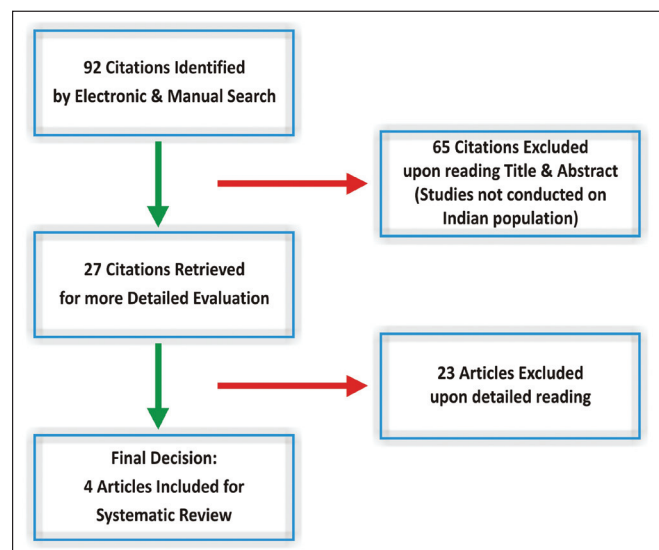 92 Citations Identified
by Electronic & Manual Search
65 Citations Excluded
upon reading Title & Abstract
(Studies not conducted on
Indian population)
27 Citations Retrieved
for more Detailed Evaluation
23 Articles Excluded
upon detailed reading
Final Decision:
4 Articles Included for
Systematic Review